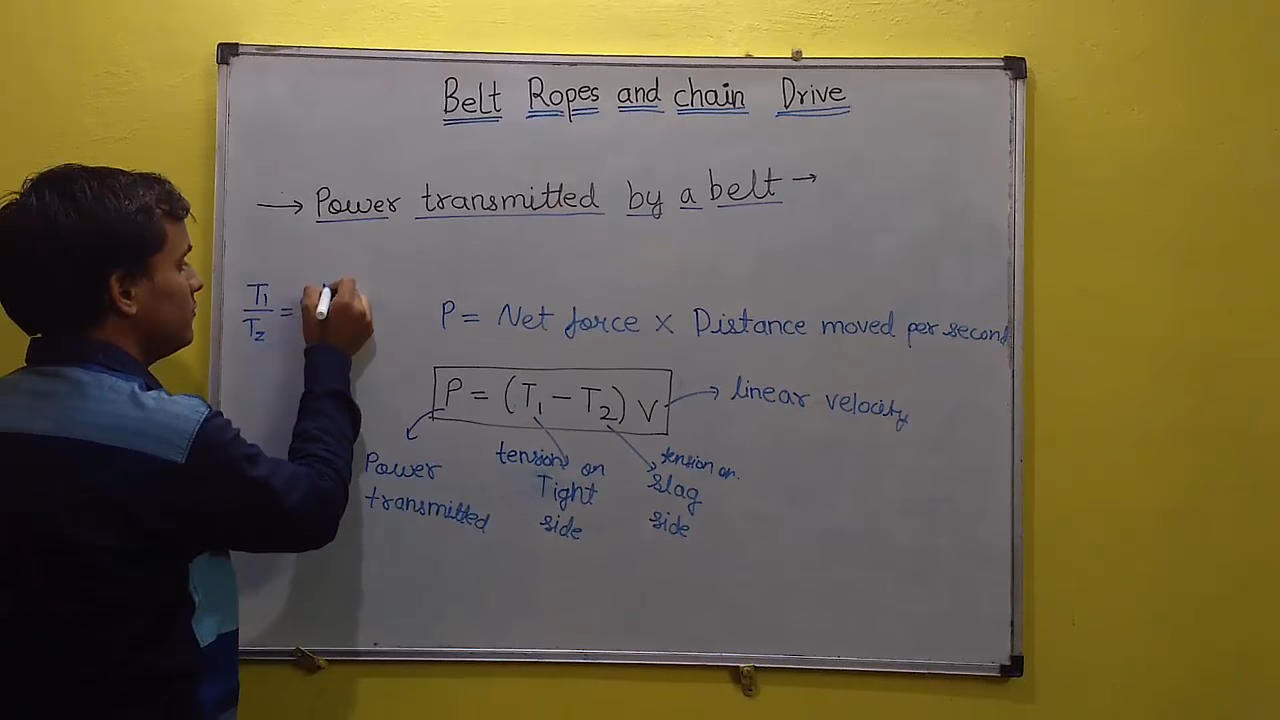 Belt Ropes and chain Drive
→ Power transmitted by a belt →
T1/T2 =
P = Net force × Distance moved per second
P = (T1 - T2) v
linear velocity
Power
transmitted
tension on
Tight
side
tension on
slag
side